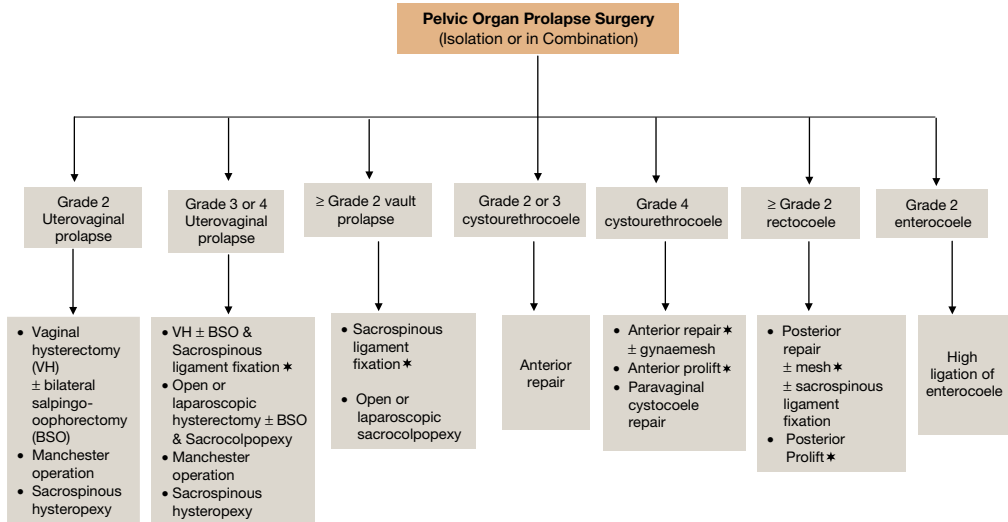 Pelvic Organ Prolapse Surgery
(Isolation or in Combination)
Grade 2
Uterovaginal
prolapse
Grade 3 or 4
Uterovaginal
prolapse
≥ Grade 2 vault
prolapse
Grade 2 or
3 cystourethrocoele
Grade 4
cystourethrocoele
≥ Grade 2
rectocoele
Grade 2
enterocoele
• Vaginal
hysterectomy
(VH)
± bilateral
salpingo-
oophorectomy
(BSO)
• Manchester
operation
• Sacrospinous
hysteropexy
• VH ± BSO &
Sacrospinous
ligament fixation ✶
• Open or
laparoscopic
hysterectomy ± BSO
& Sacrocolpopexy
• Manchester
operation
• Sacrospinous
hysteropexy
• Sacrospinous
ligament
fixation ✶
• Open or
laparoscopic
sacrocolpopexy
Anterior
repair
• Anterior repair✶
± gynaemesh
• Anterior prolift✶
• Paravaginal
cystocoele
repair
• Posterior
repair
± mesh✶
± sacrospinous
ligament
fixation
• Posterior
Prolift✶
High
ligation of
enterocoele